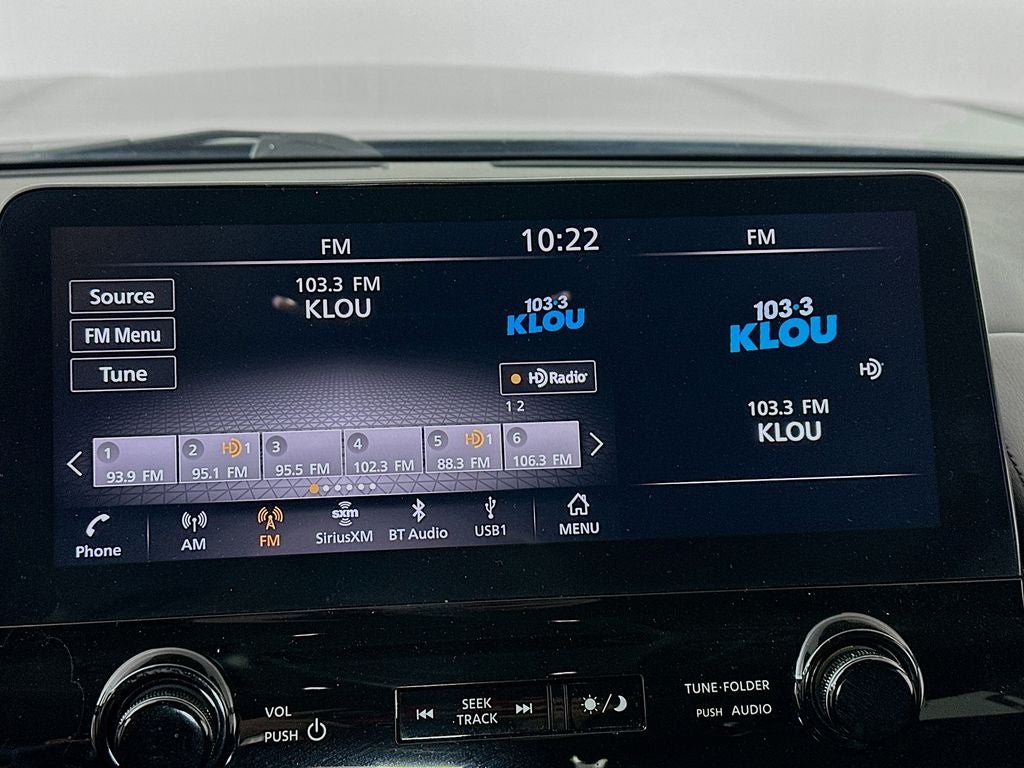 FM
10:22
FM
Source
FM Menu
Tune
103.3 FM
KLOU
103·3
KLOU
HD Radio
1 2
103·3
KLOU
HD
103.3 FM
KLOU
1
93.9 FM
2 HD 1
95.1 FM
3
95.5 FM
4
102.3 FM
5 HD 1
88.3 FM
6
106.3 FM
Phone
AM
FM
sxm
SiriusXM
BT Audio
USB1
MENU
VOL
PUSH
SEEK
TRACK
TUNE·FOLDER
PUSH AUDIO